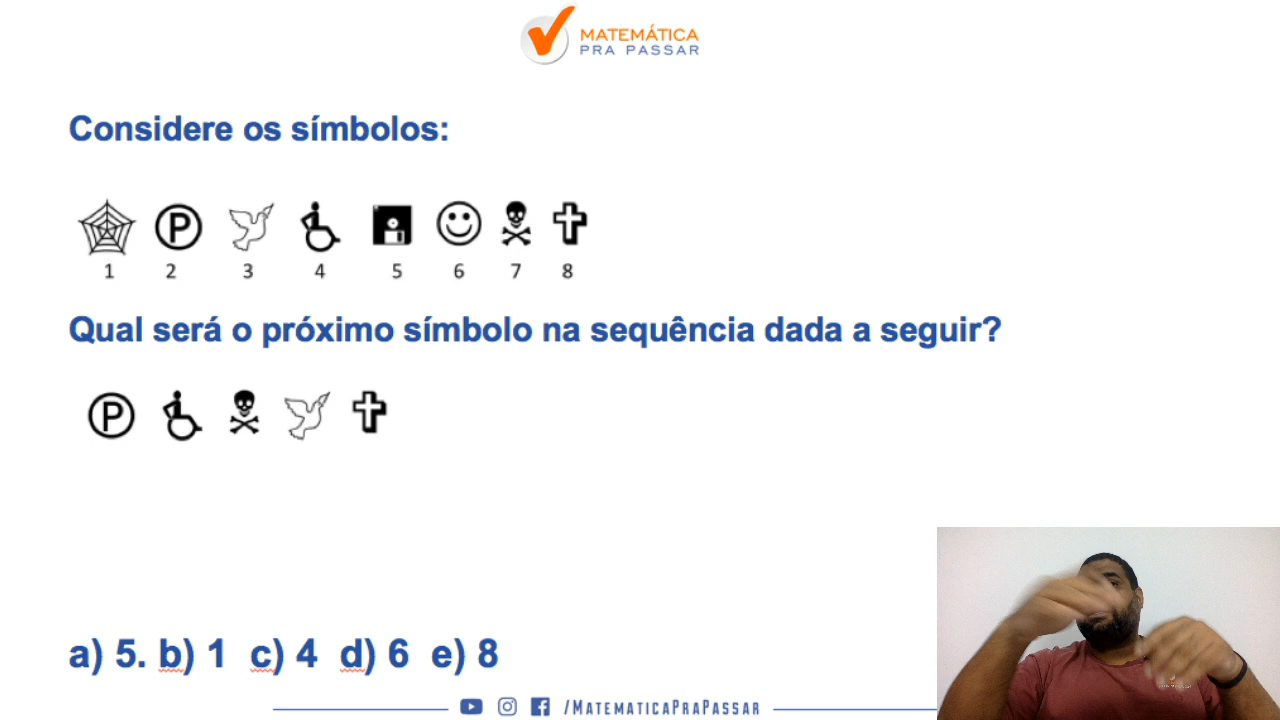 MATEMÁTICA
PRA PASSAR
Considere os símbolos:
P
1 2 3 4 5 6 7 8
Qual será o próximo símbolo na sequência dada a seguir?
P
a) 5. b) 1 c) 4 d) 6 e) 8
/MATEMATICAPRAPASSAR